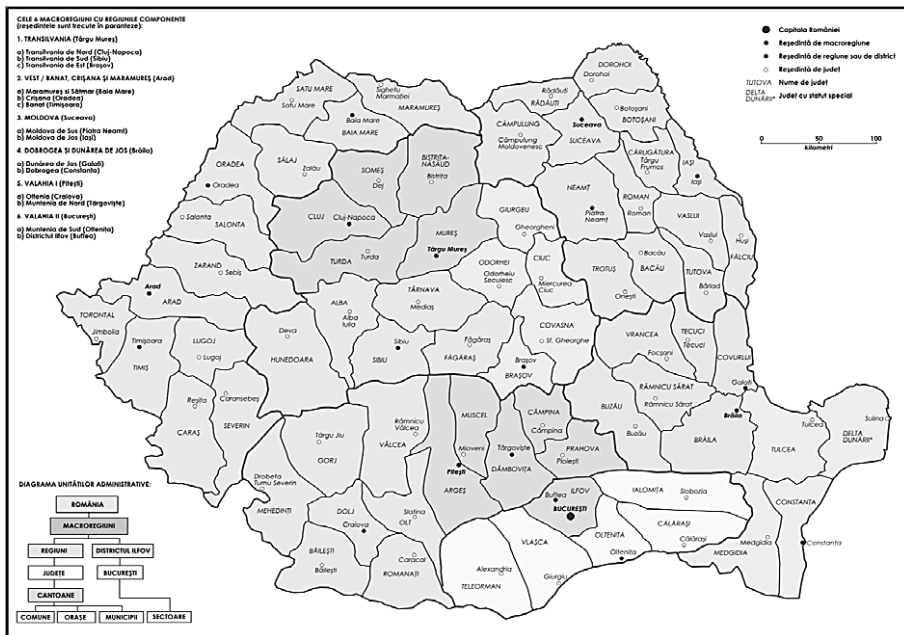 CELE 6 MACROREGIUNI CU REGIUNILE COMPONENTE
(reședințele sunt trecute în paranteze):
1. TRANSILVANIA (Târgu Mureș)
a) Transilvania de Nord (Cluj-Napoca)
b) Transilvania de Sud (Sibiu)
c) Transilvania de Est (Brașov)
2. VEST / BANAT, CRIȘANA ȘI MARAMUREȘ (Arad)
a) Maramureș si Sătmar (Baia Mare)
b) Crișana (Oradea)
c) Banat (Timișoara)
3. MOLDOVA (Suceava)
a) Moldova de Sus (Piatra Neamt)
b) Moldova de Jos (Iași)
4. DOBROGEA ȘI DUNĂREA DE JOS (Brăila)
a) Dunărea de Jos (Galati)
b) Dobrogea (Constanta)
5. VALAHIA I (Pitești)
a) Oltenia (Craiova)
b) Muntenia de Nord (Târgoviște)
6. VALAHIA II (București)
a) Muntenia de Sud (Oltenița)
b) Districtul Ilfov (Buftea)
Capitala României
Reședință de macroregiune
Reședință de regiune sau de district
Reședință de județ
TUTOVA Nume de județ
DELTA DUNĂRII* Județ cu statut special
0 50 100
kilometri
DOROHOI
Dorohoi
SATU MARE
Satu Mare
Sighetu Marmației
MARAMUREȘ
Baia Mare
BAIA MARE
Rădăuți
RĂDĂUȚI
Botoșani
BOTOȘANI
CÂMPULUNG
Câmpulung Moldovenesc
Suceava
SUCEAVA
CÂRLIGĂTURA
Târgu Frumos
IAȘI
Iași
ORADEA
Oradea
SĂLAJ
Zalău
SOMEȘ
Dej
BISTRIȚA-NĂSĂUD
Bistrița
NEAMȚ
Piatra Neamț
ROMAN
Roman
VASLUI
Vaslui
Huși
FĂLCIU
Salonta
SALONTA
CLUJ
Cluj-Napoca
MUREȘ
Târgu Mureș
GIURGEU
Gheorgheni
TURDA
Turda
ZARAND
Sebiș
ODORHEI
Odorheiu Secuiesc
CIUC
Miercurea Ciuc
TROTUȘ
Onești
Bacău
BACĂU
TUTOVA
Bârlad
Arad
ARAD
TORONTAL
Jimbolia
ALBA
Alba Iulia
TÂRNAVA
Mediaș
COVASNA
Sf. Gheorghe
VRANCEA
Focșani
TECUCI
Tecuci
COVURLUI
Galati
Timișoara
TIMIȘ
LUGOJ
Lugoj
Deva
HUNEDOARA
Sibiu
SIBIU
Făgăraș
FĂGĂRAȘ
Brașov
BRAȘOV
Reșița
CARAȘ
Caransebeș
SEVERIN
BUZĂU
Buzău
RÂMNICU SĂRAT
Râmnicu Sărat
Brăila
BRĂILA
Tulcea
TULCEA
Sulina
DELTA DUNĂRII*
Târgu Jiu
GORJ
Râmnicu Vâlcea
VÂLCEA
MUSCEL
Mioveni
CÂMPINA
Câmpina
Târgoviște
DÂMBOVIȚA
PRAHOVA
Ploiești
Pitești
ARGEȘ
Drobeta Turnu Severin
MEHEDINȚI
DOLJ
Craiova
Slatina
OLT
Buftea
ILFOV
BUCUREȘTI
IALOMIȚA
Slobozia
CĂLĂRAȘI
Călărași
CONSTANȚA
Constanta
Medgidia
MEDGIDIA
BĂILEȘTI
Băilești
Caracal
ROMANAȚI
Alexandria
TELEORMAN
VLAȘCA
Giurgiu
OLTENIȚA
Oltenița
DIAGRAMA UNITĂȚILOR ADMINISTRATIVE:
ROMÂNIA
MACROREGIUNI
REGIUNI DISTRICTUL ILFOV
JUDEȚE BUCUREȘTI
CANTOANE
COMUNE ORAȘE MUNICIPII SECTOARE